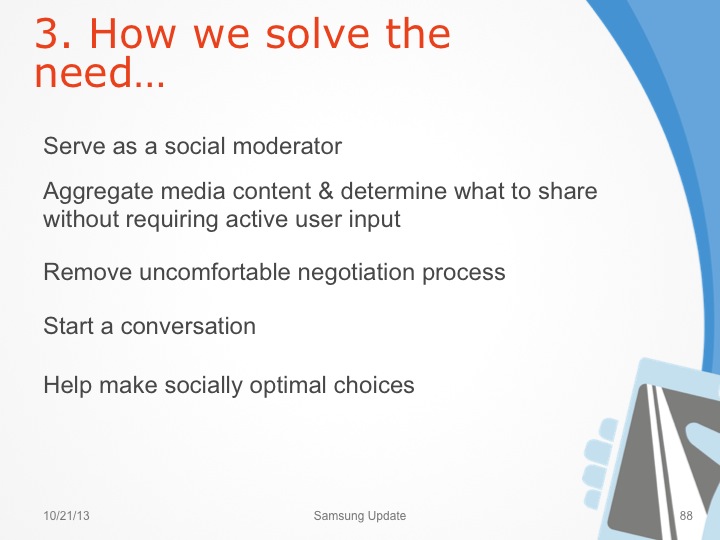 3. How we solve the
need…
Serve as a social moderator
Aggregate media content & determine what to share
without requiring active user input
Remove uncomfortable negotiation process
Start a conversation
Help make socially optimal choices
10/21/13
Samsung Update
88